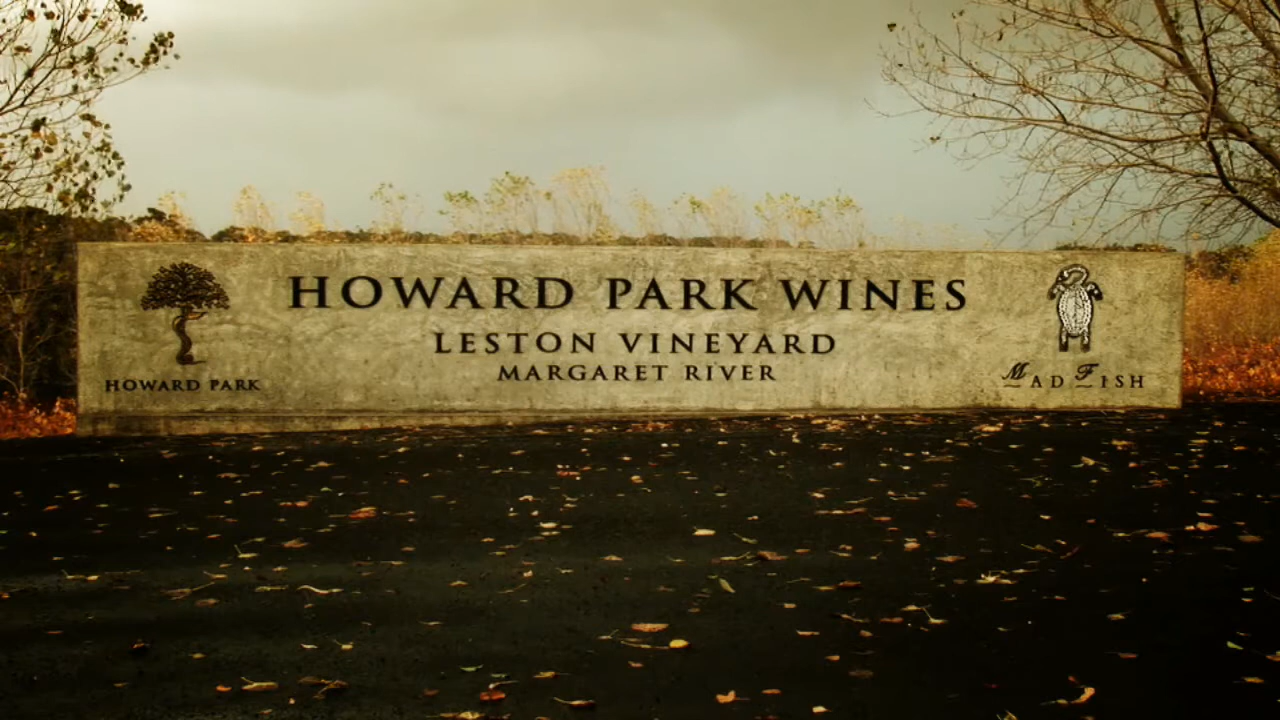 HOWARD PARK WINES
LESTON VINEYARD
MARGARET RIVER
HOWARD PARK
MAD FISH